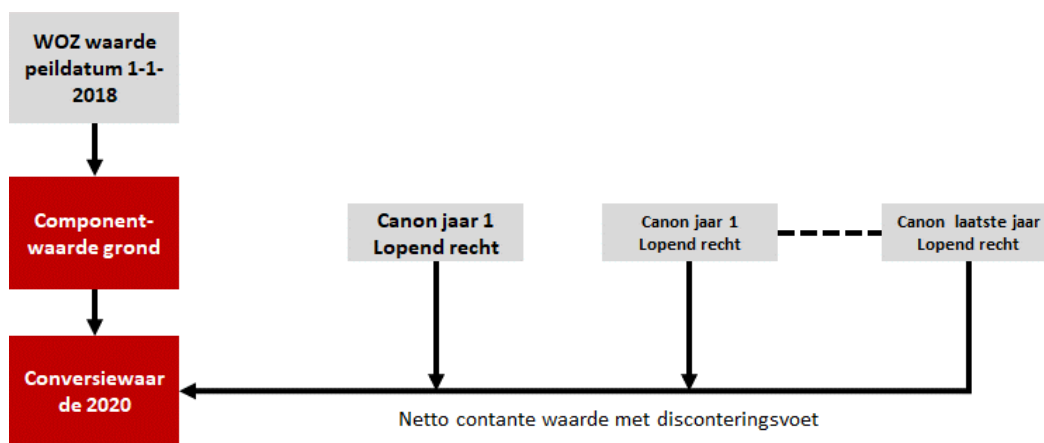 WOZ waarde
peildatum 1-1-
2018
Component-
waarde grond
Canon jaar 1
Lopend recht
Canon jaar 1
Lopend recht
Canon laatste jaar
Lopend recht
Conversiewaar
de 2020
Netto contante waarde met disconteringsvoet